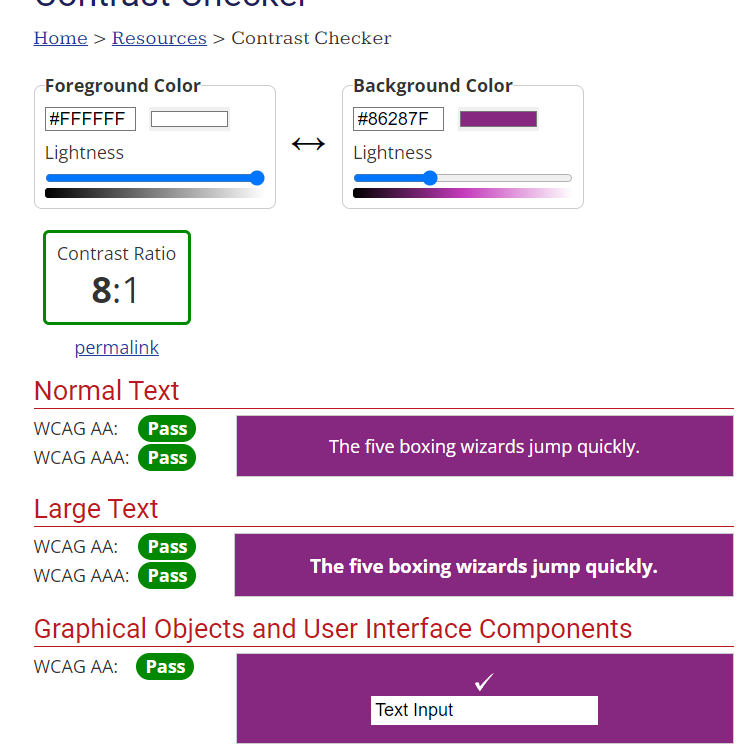 Contrast Checker
Home > Resources > Contrast Checker
Foreground Color
#FFFFFF
Lightness
Background Color
#86287F
Lightness
Contrast Ratio
8:1
permalink
Normal Text
WCAG AA: Pass
WCAG AAA: Pass
The five boxing wizards jump quickly.
Large Text
WCAG AA: Pass
WCAG AAA: Pass
The five boxing wizards jump quickly.
Graphical Objects and User Interface Components
WCAG AA: Pass
Text Input